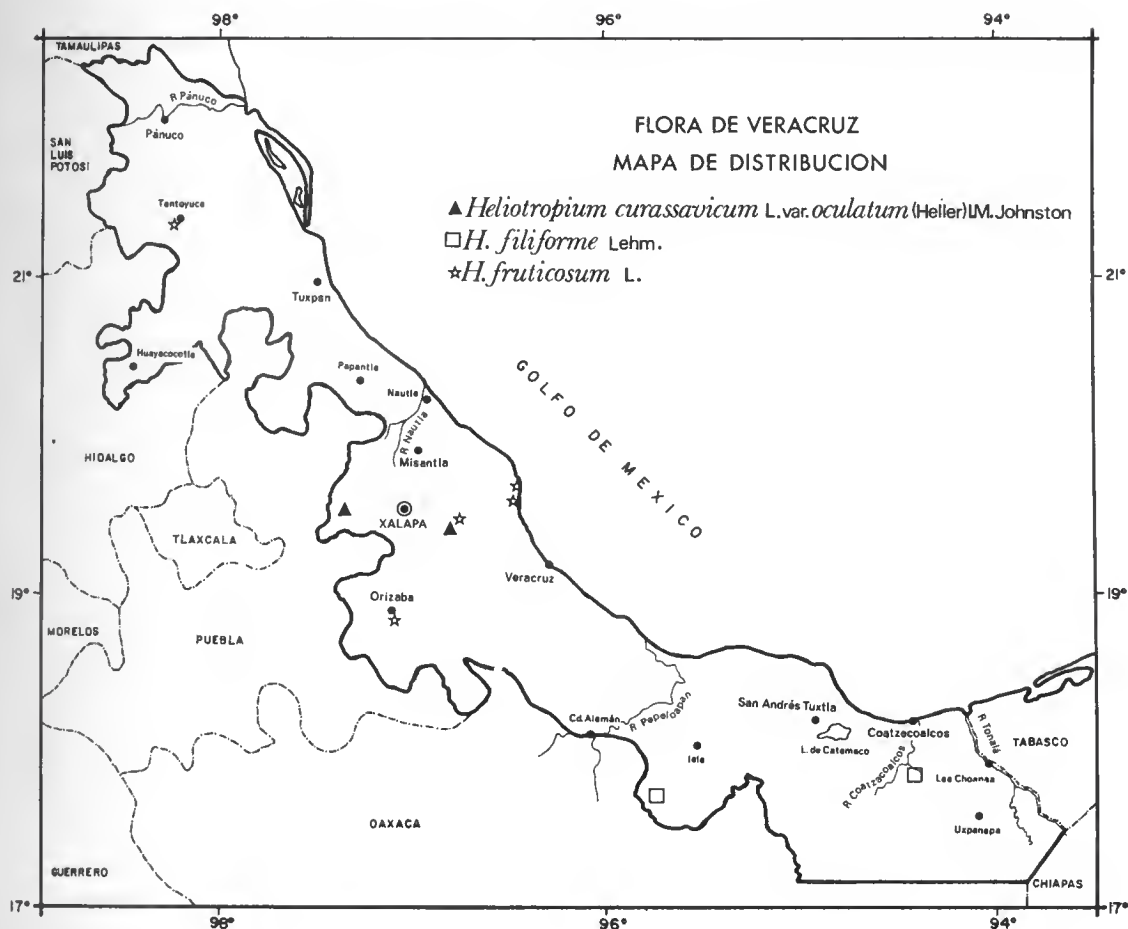 98° 96° 94°
TAMAULIPAS
R Pánuco
Pánuco
FLORA DE VERACRUZ
MAPA DE DISTRIBUCION
SAN
LUIS
POTOSÍ
▲ Heliotropium curassavicum L. var. oculatum (Heller) I.M. Johnston
□ H. filiforme Lehm.
☆ H. fruticosum L.
Tantoyuca
21° 21°
Tuxpan
Huayacocotla
Papantla
Nautla
R Nautla
GOLFO DE MEXICO
HIDALGO
Misantla
XALAPA
TLAXCALA
Veracruz
19° 19°
Orizaba
MORELOS
PUEBLA
Cd. Alemán
R Papaloapan
San Andrés Tuxtla
L. de Catemaco
Coatzacoalcos
R Coatzacoalcos
R Tonalá
TABASCO
Isla
Las Choapas
Uxpanapa
OAXACA
GUERRERO
CHIAPAS
17° 17°
98° 96° 94°